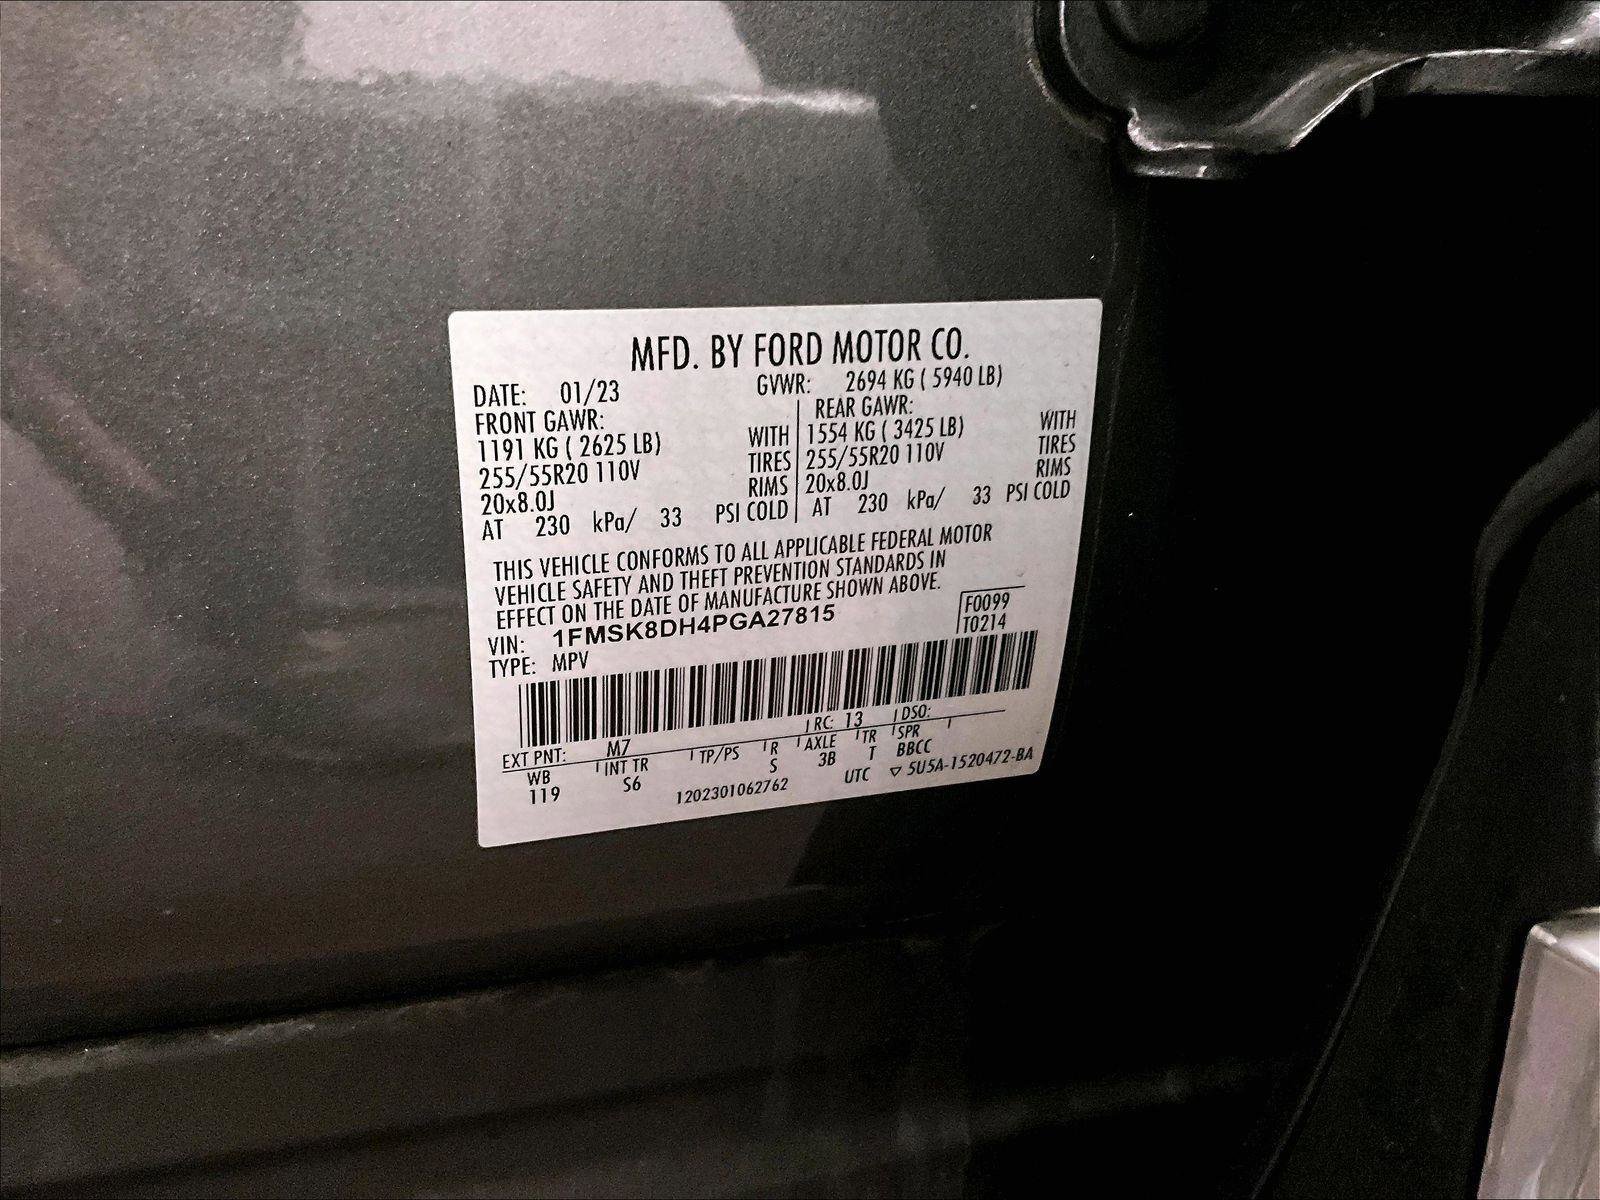 MFD. BY FORD MOTOR CO.
DATE: 01/23 GVWR: 2694 KG ( 5940 LB)
FRONT GAWR: REAR GAWR:
1191 KG ( 2625 LB) WITH 1554 KG ( 3425 LB) WITH
255/55R20 110V TIRES 255/55R20 110V TIRES
20x8.0J RIMS 20x8.0J RIMS
AT 230 kPa/ 33 PSI COLD AT 230 kPa/ 33 PSI COLD
THIS VEHICLE CONFORMS TO ALL APPLICABLE FEDERAL MOTOR
VEHICLE SAFETY AND THEFT PREVENTION STANDARDS IN
EFFECT ON THE DATE OF MANUFACTURE SHOWN ABOVE.
VIN: 1FMSK8DH4PGA27815 F0099
TYPE: MPV T0214
EXT PNT: M7 RC: 13 DSO:
WB INT TR TP/PS R AXLE TR SPR
119 S6 S 3B T BBCC
1202301062762 UTC ▽ 5U5A-1520472-BA